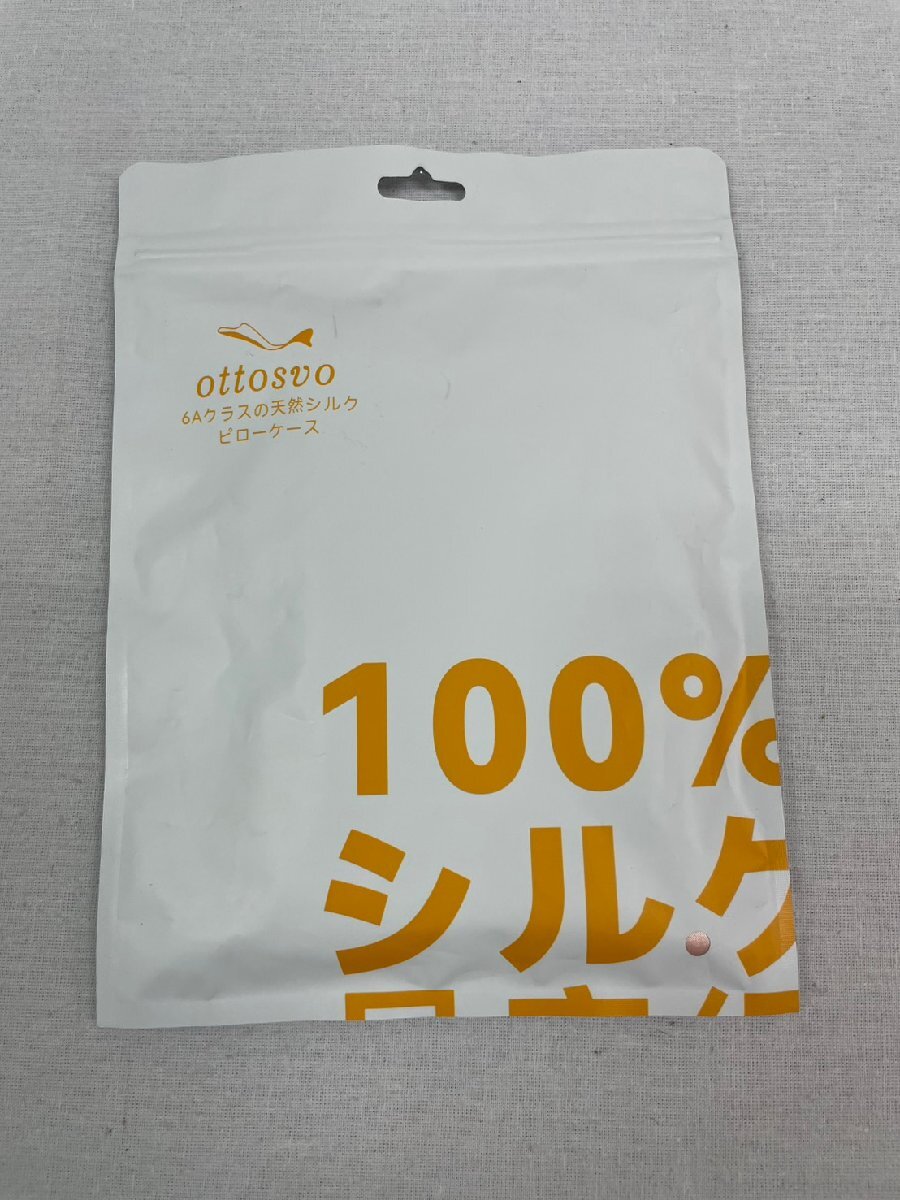 ottosvo
6Aクラスの天然シルク
ピローケース
100%
シルク